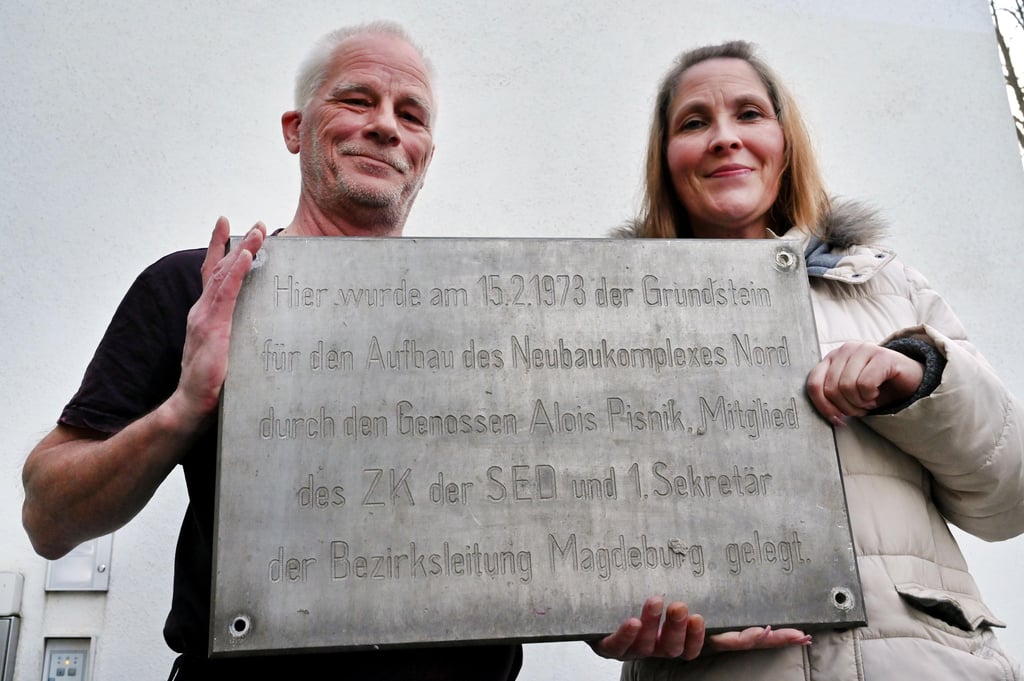 Hier wurde am 15.2.1973 der Grundstein
für den Aufbau des Neubaukomplexes Nord
durch den Genossen Alois Pisnik, Mitglied
des ZK der SED und 1. Sekretär
der Bezirksleitung Magdeburg gelegt.